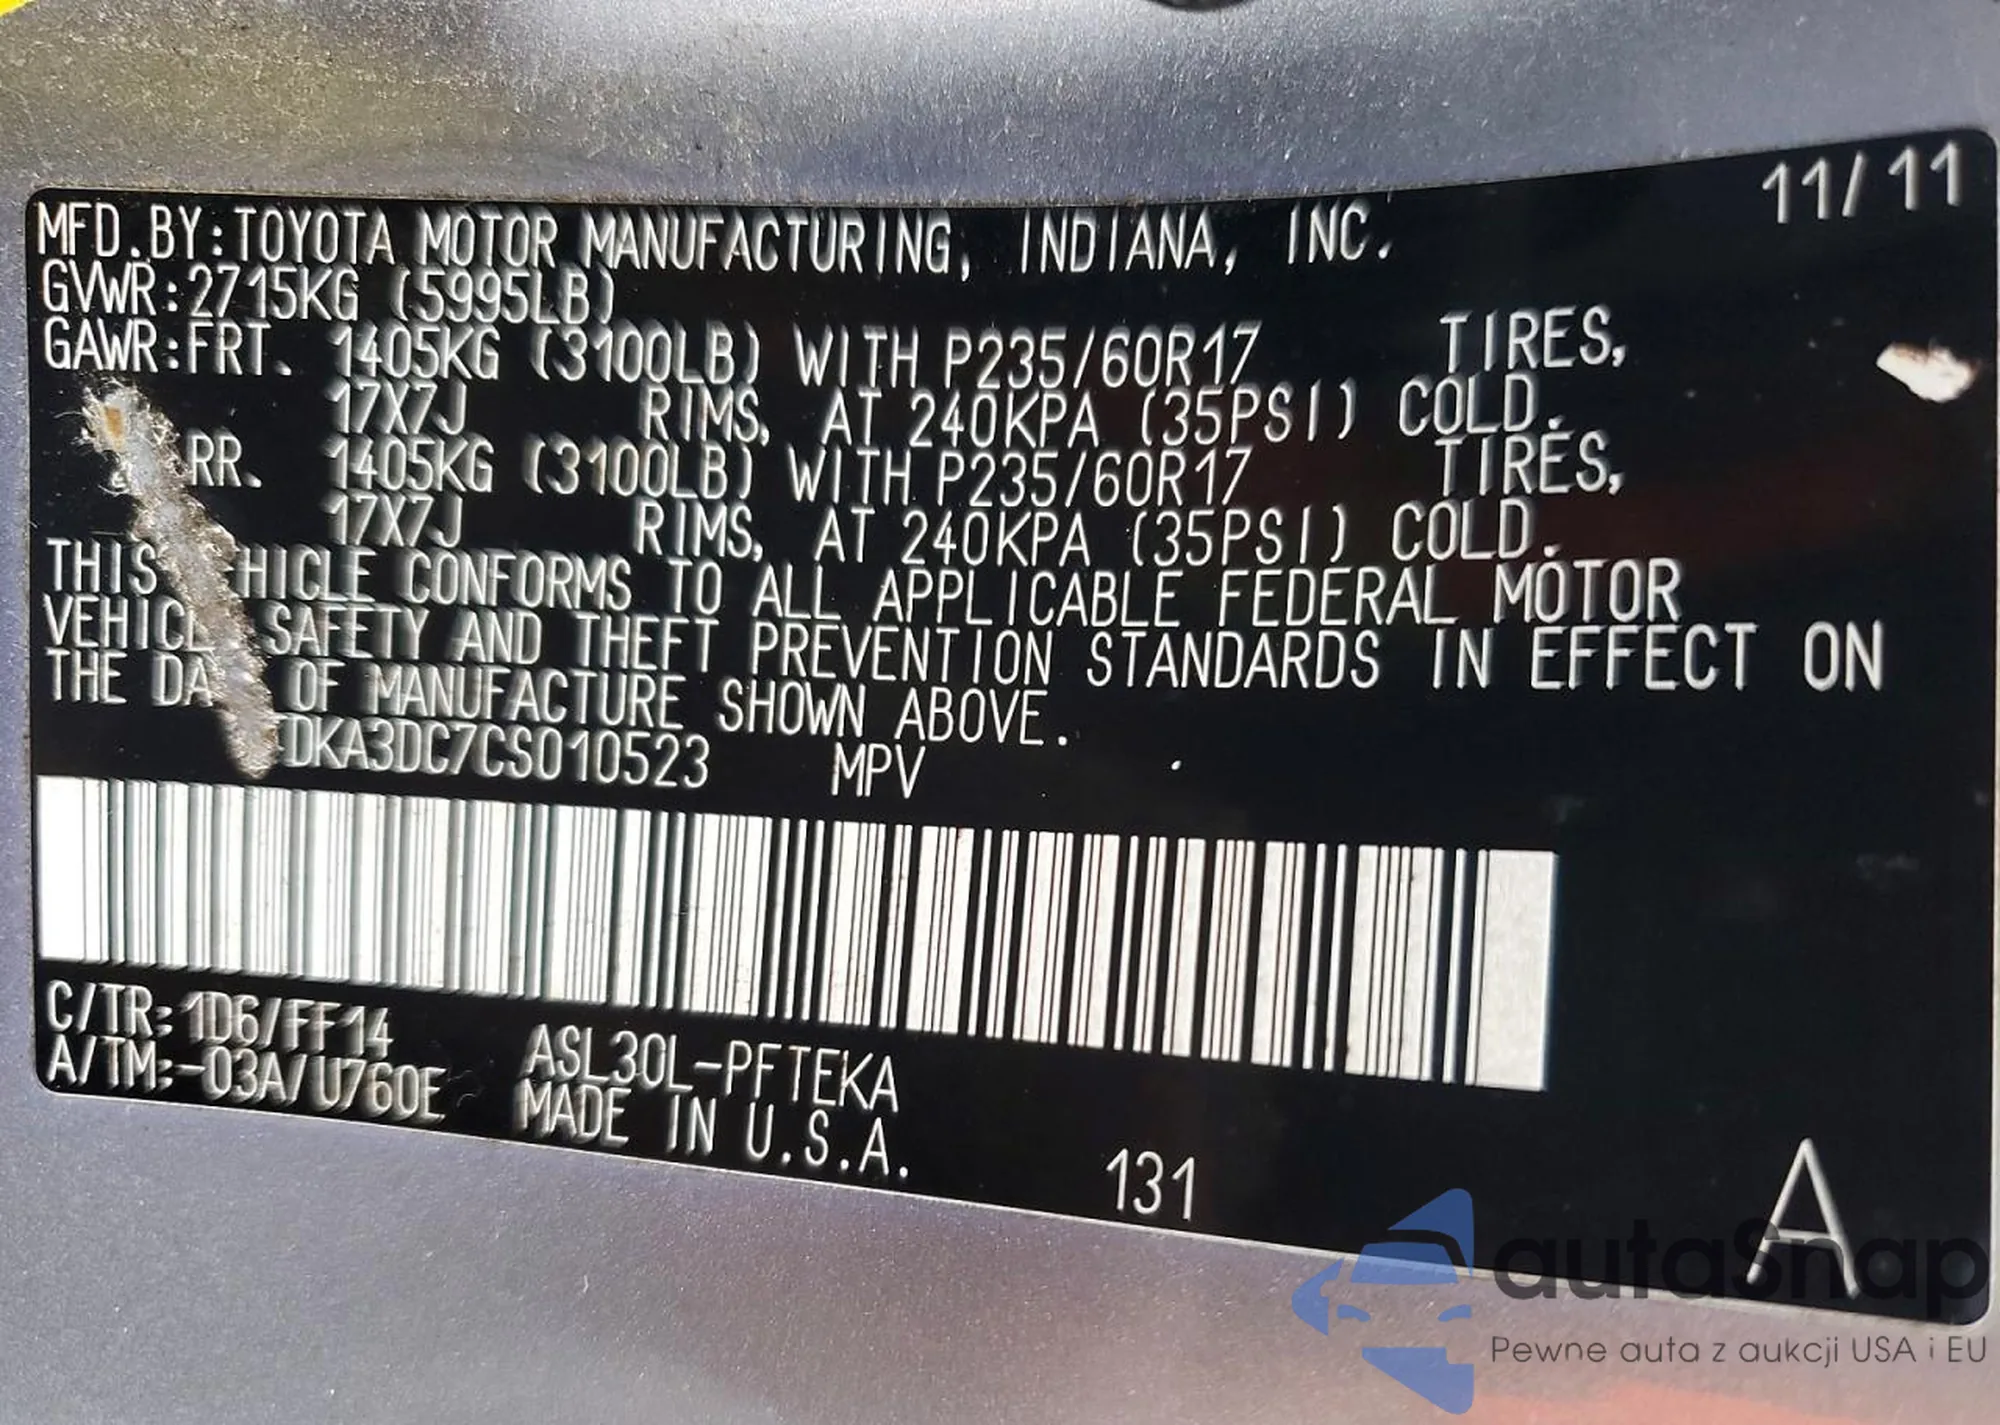 11/11
MFD.BY:TOYOTA MOTOR MANUFACTURING, INDIANA, INC.
GVWR:2715KG (5995LB)
GAWR:FRT. 1405KG (3100LB) WITH P235/60R17 TIRES,
17X7J RIMS, AT 240KPA (35PSI) COLD.
RR. 1405KG (3100LB) WITH P235/60R17 TIRES,
17X7J RIMS, AT 240KPA (35PSI) COLD.
THIS HICLE CONFORMS TO ALL APPLICABLE FEDERAL MOTOR
VEHICL SAFETY AND THEFT PREVENTION STANDARDS IN EFFECT ON
THE DA OF MANUFACTURE SHOWN ABOVE.
DKA3DC7CS010523 MPV
C/TR:1D6/FF14 ASL30L-PFTEKA
A/TM:-03A/U760E MADE IN U.S.A.
131
A
autaSnap
Pewne auta z aukcji USA i EU